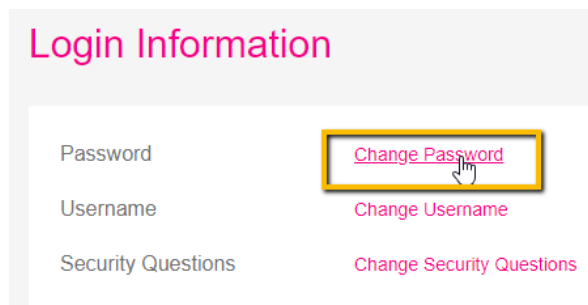 Login Information
Password Change Password
Username Change Username
Security Questions Change Security Questions